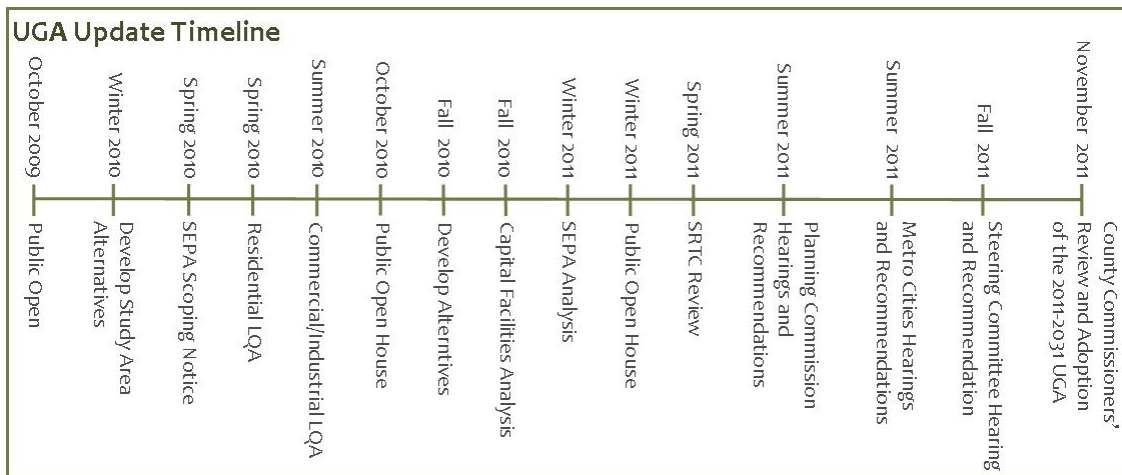 UGA Update Timeline
October 2009
Public Open
Winter 2010
Develop Study Area
Alternatives
Spring 2010
SEPA Scoping Notice
Spring 2010
Residential LQA
Summer 2010
Commercial/Industrial LQA
October 2010
Public Open House
Fall 2010
Develop Alterntives
Fall 2010
Capital Facilities Analysis
Winter 2011
SEPA Analysis
Winter 2011
Public Open House
Spring 2011
SRTC Review
Summer 2011
Planning Commission
Hearings and
Recommendations
Summer 2011
Metro Cities Hearings
and Recommendations
Fall 2011
Steering Committee Hearing
and Recommendation
November 2011
County Commissioners'
Review and Adoption
of the 2011-2031 UGA